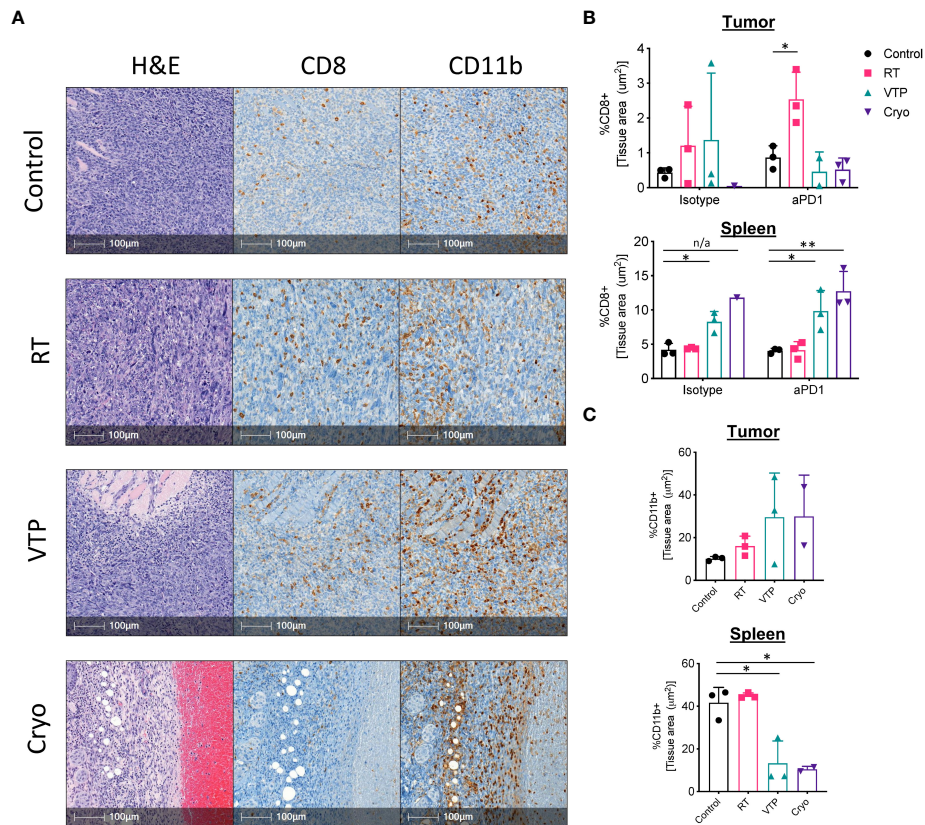 A
H&E CD8 CD11b
Control
100µm 100µm 100µm
RT
100µm 100µm 100µm
VTP
100µm 100µm 100µm
Cryo
100µm 100µm 100µm
B
Tumor
%CD8+
[Tissue area (um²)]
4
3
2
1
0
*
Isotype aPD1
Control
RT
VTP
Cryo
Spleen
%CD8+
[Tissue area (um²)]
20
15
10
5
0
n/a
*
**
*
Isotype aPD1
C
Tumor
%CD11b+
[Tissue area (µm²)]
60
40
20
0
Control RT VTP Cryo
Spleen
%CD11b+
[Tissue area (µm²)]
60
40
20
0
*
*
Control RT VTP Cryo